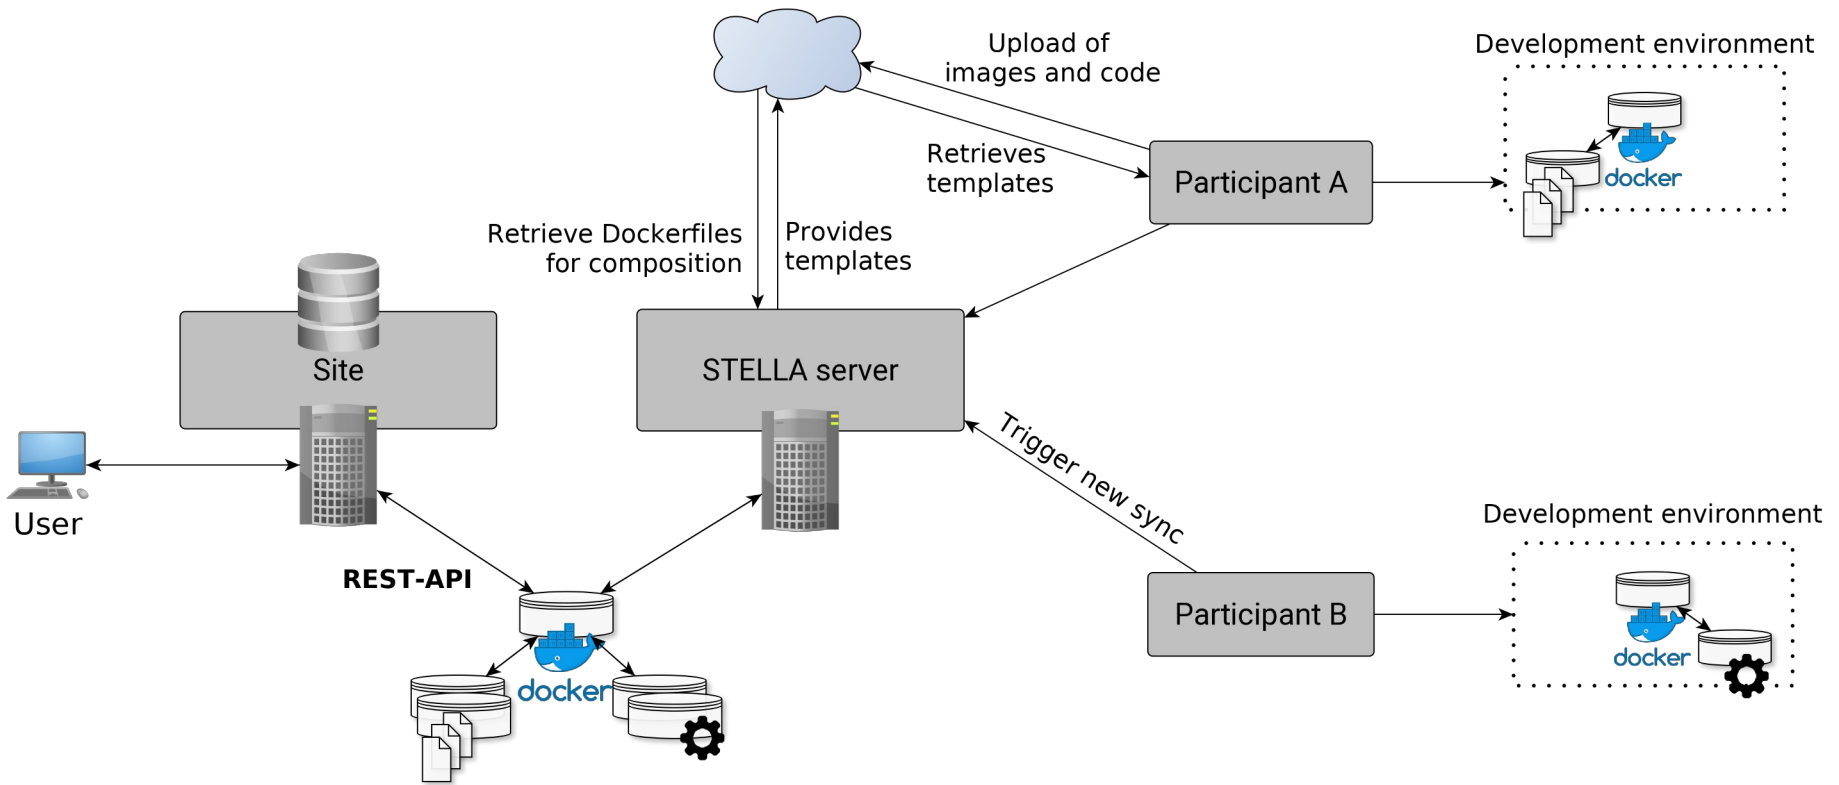 Upload of
images and code
Development environment
Retrieves
templates
Participant A
docker
Retrieve Dockerfiles
for composition
Provides
templates
Site
STELLA server
User
Trigger new sync
REST-API
docker
Development environment
Participant B
docker